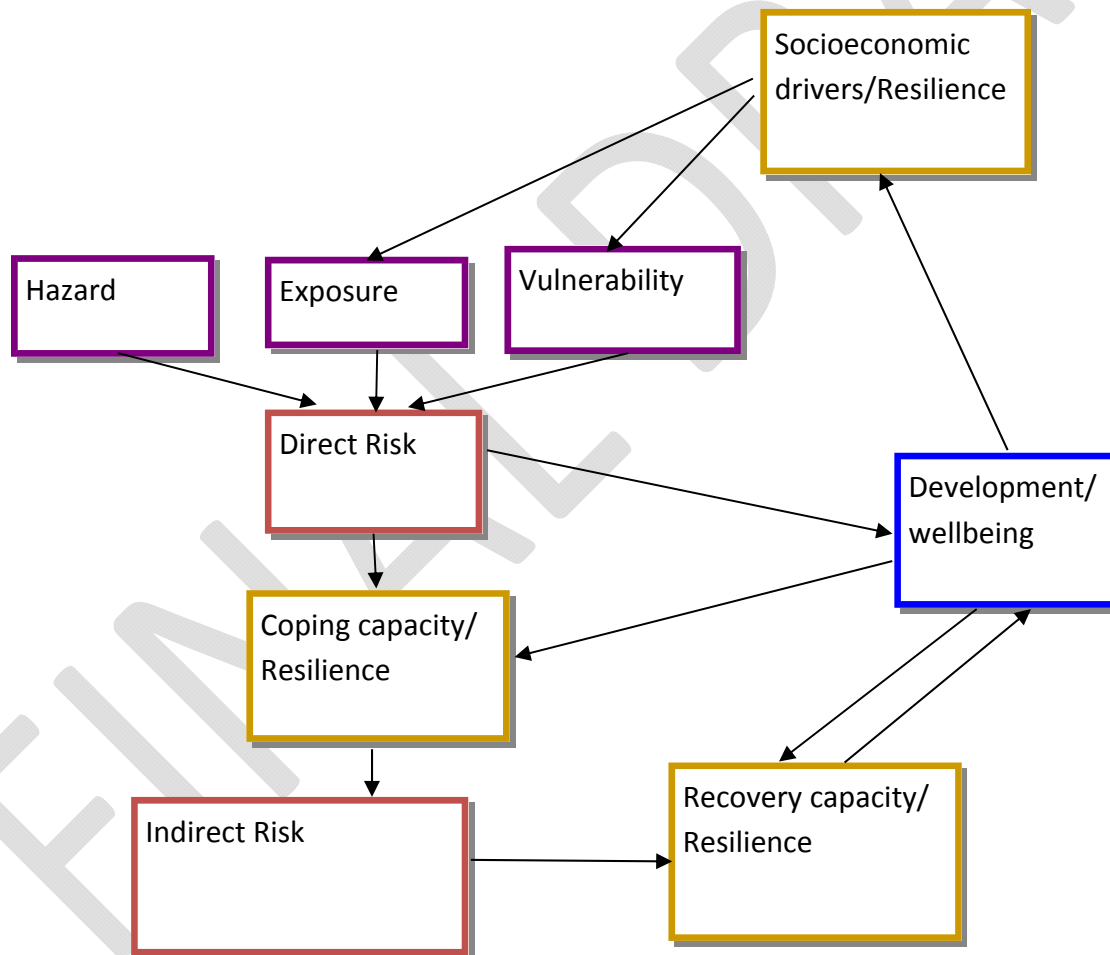 Socioeconomic
drivers/Resilience
Hazard
Exposure
Vulnerability
Direct Risk
Development/
wellbeing
Coping capacity/
Resilience
Indirect Risk
Recovery capacity/
Resilience
FINAL DRA